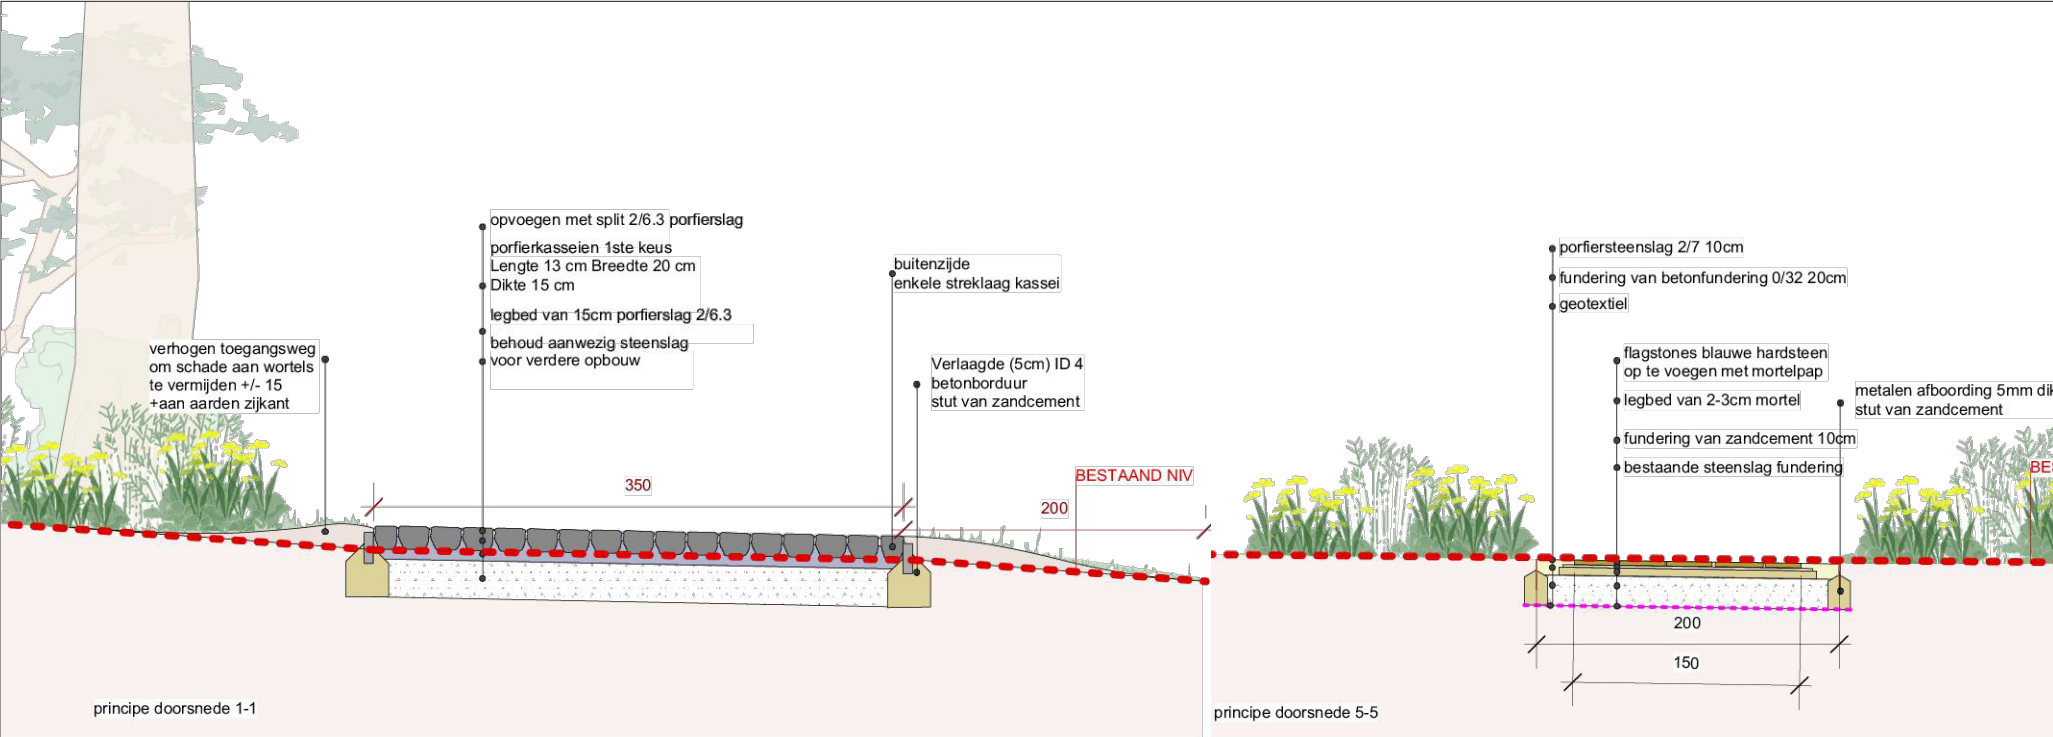 opvoegen met split 2/6.3 porfierslag
porfierkasseien 1ste keus
Lengte 13 cm Breedte 20 cm
Dikte 15 cm
legbed van 15cm porfierslag 2/6.3
behoud aanwezig steenslag
voor verdere opbouw
buitenzijde
enkele streklaag kassei
verhogen toegangsweg
om schade aan wortels
te vermijden +/- 15
+aan aarden zijkant
Verlaagde (5cm) ID 4
betonborduur
stut van zandcement
350
BESTAAND NIV
200
principe doorsnede 1-1
porfiersteenslag 2/7 10cm
fundering van betonfundering 0/32 20cm
geotextiel
flagstones blauwe hardsteen
op te voegen met mortelpap
legbed van 2-3cm mortel
fundering van zandcement 10cm
bestaande steenslag fundering
metalen afboording 5mm dik
stut van zandcement
BES
200
150
principe doorsnede 5-5